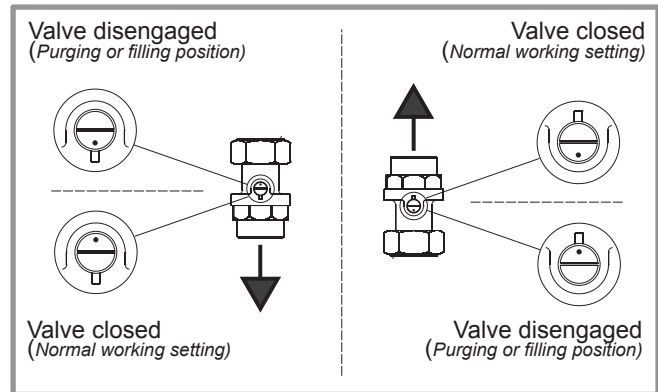 Valve disengaged
(Purging or filling position)
Valve closed
(Normal working setting)
Valve closed
(Normal working setting)
Valve disengaged
(Purging or filling position)